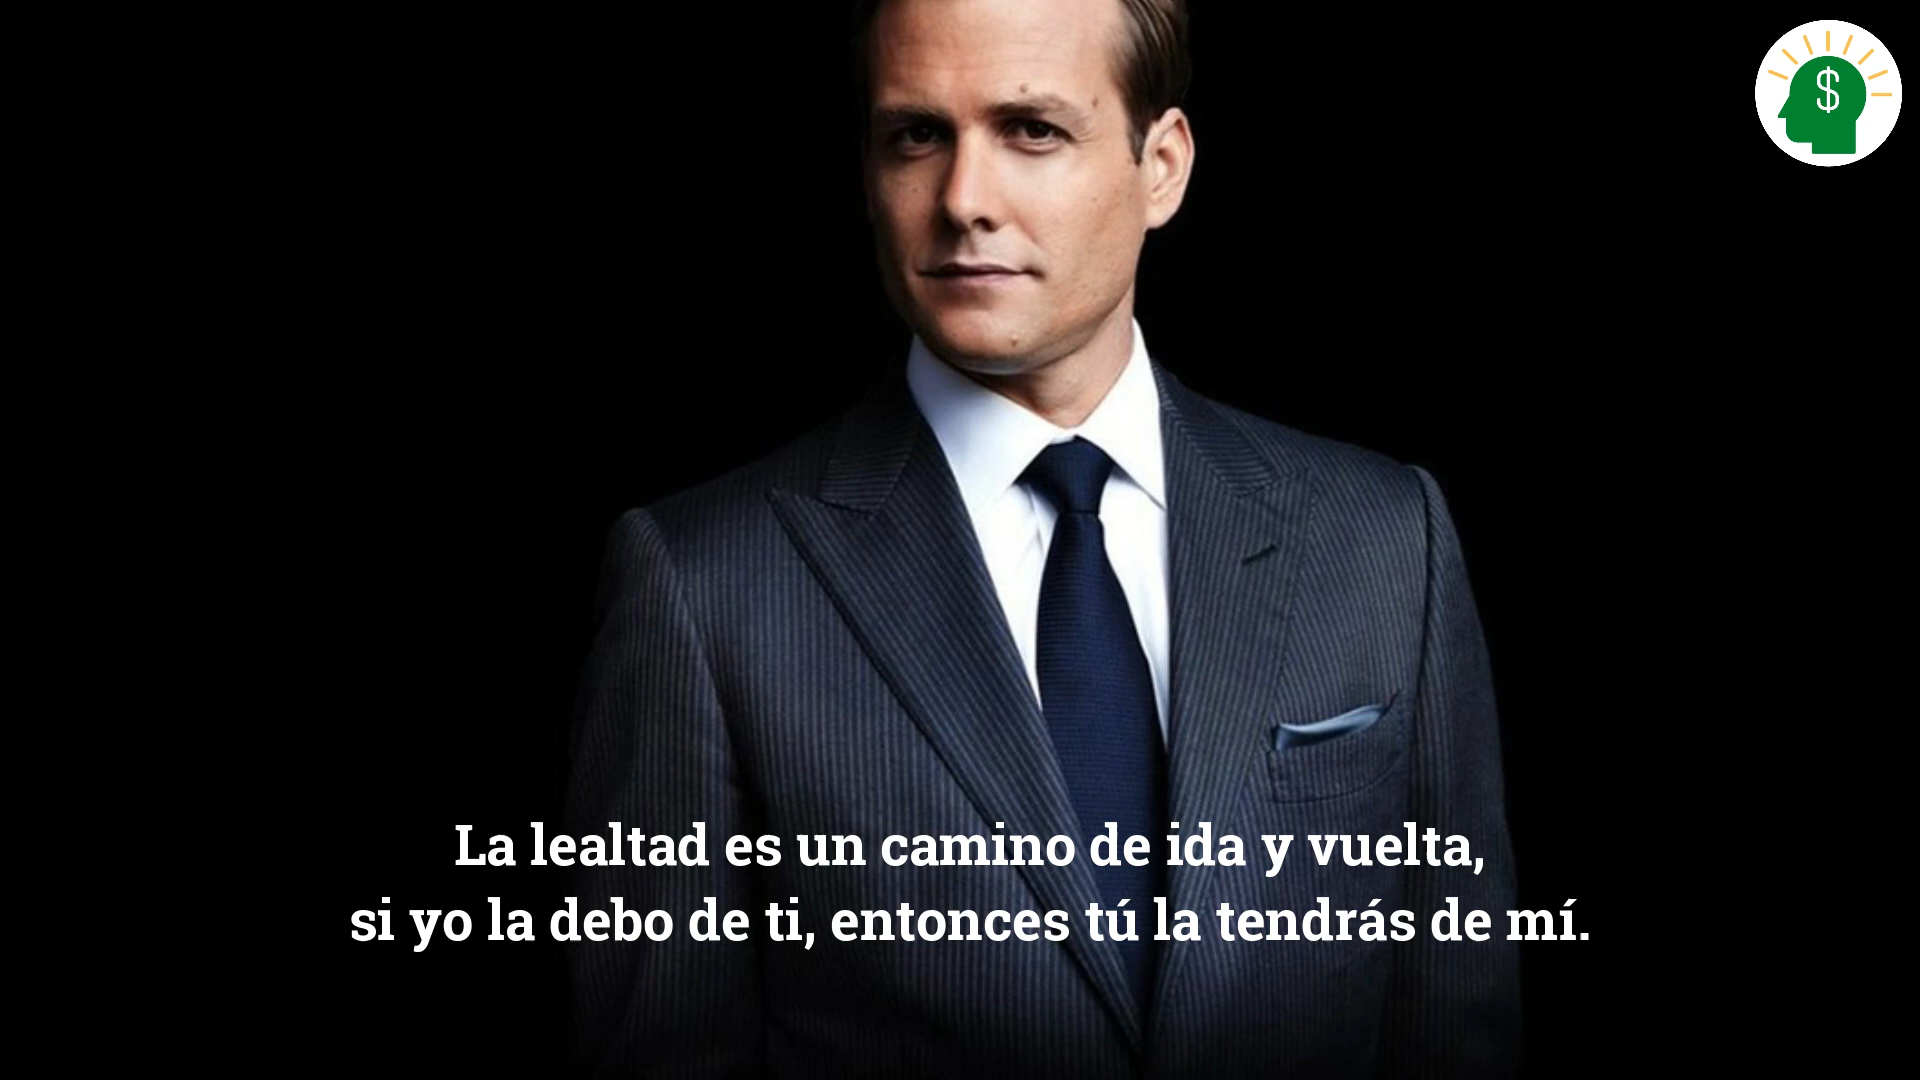 $
La lealtad es un camino de ida y vuelta,
si yo la debo de ti, entonces tú la tendrás de mí.